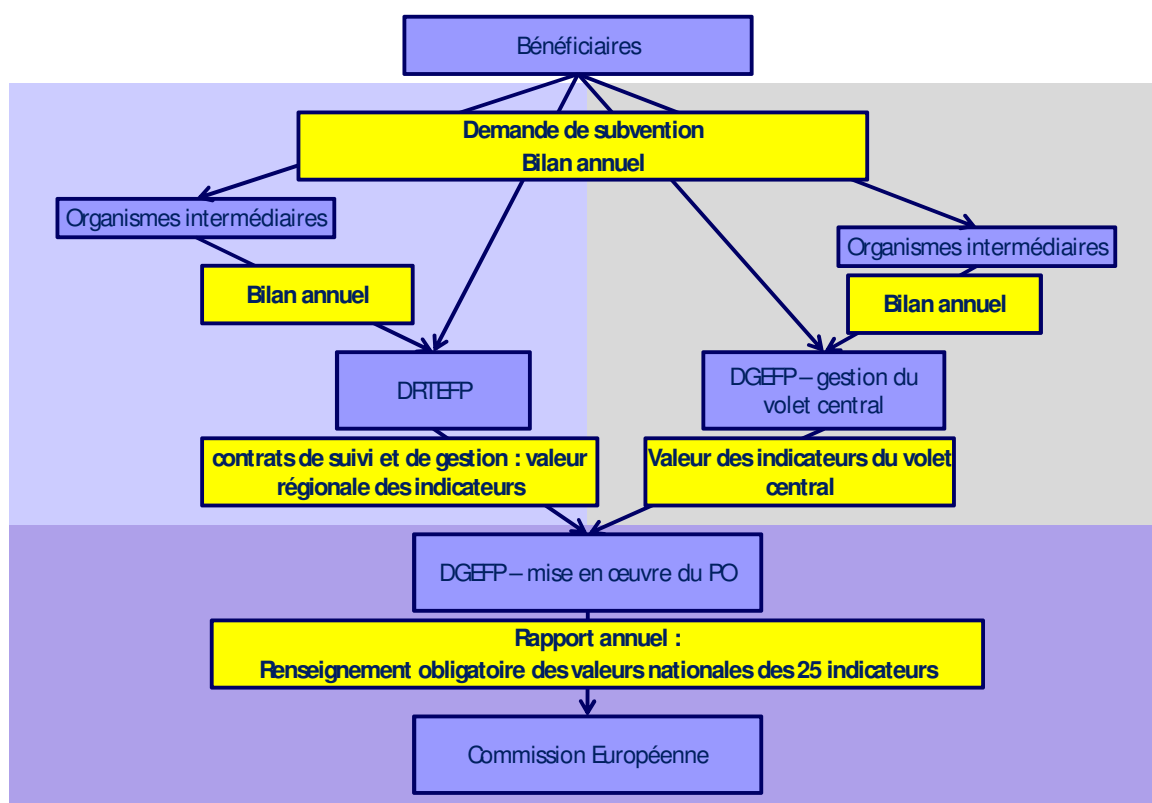 Bénéficiaires
Demande de subvention
Bilan annuel
Organismes intermédiaires
Organismes intermédiaires
Bilan annuel
Bilan annuel
DRTEFP
DGEFP – gestion du
volet central
contrats de suivi et de gestion : valeur
régionale des indicateurs
Valeur des indicateurs du volet
central
DGEFP – mise en œuvre du PO
Rapport annuel :
Renseignement obligatoire des valeurs nationales des 25 indicateurs
Commission Européenne